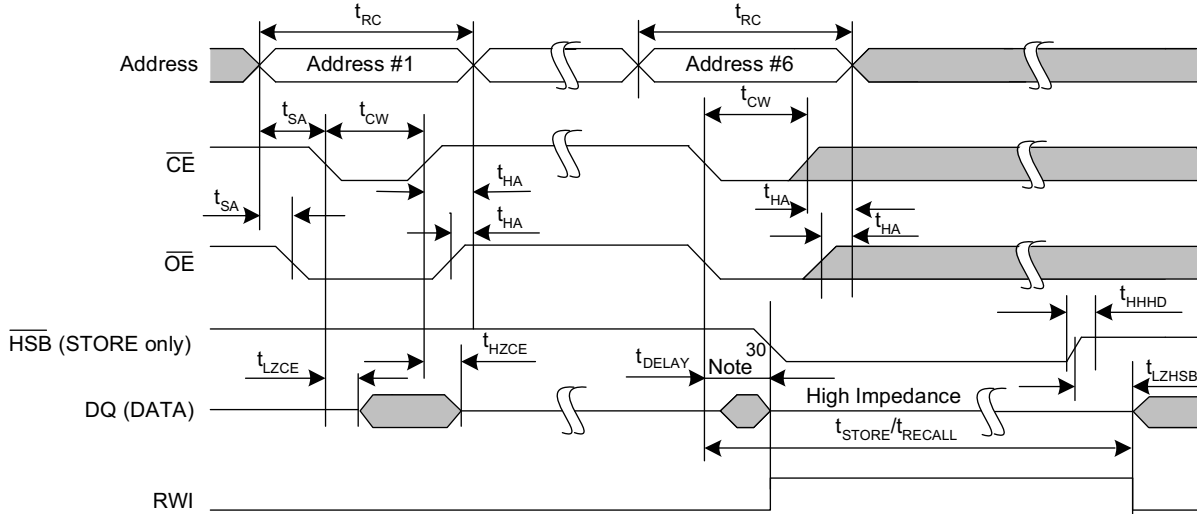 tRC
tRC
Address
Address #1
Address #6
tSA
tCW
tCW
CE
tHA
tHA
tSA
tHA
tHA
OE
tHHHD
HSB (STORE only)
tLZCE
tHZCE
tDELAY
Note 30
tLZHSB
DQ (DATA)
High Impedance
tSTORE/tRECALL
RWI